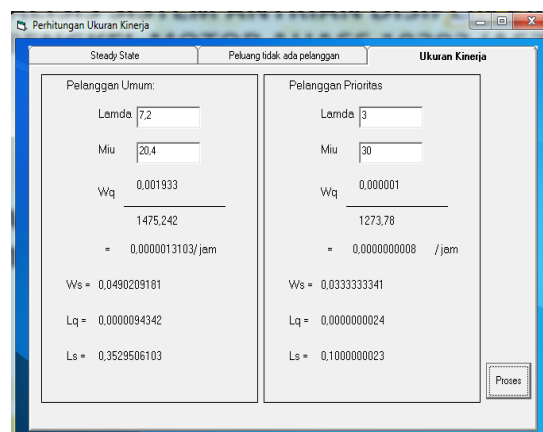 Perhitungan Ukuran Kinerja
Steady State
Peluang tidak ada pelanggan
Ukuran Kinerja
Pelanggan Umum:
Lamda 7,2
Miu 20,4
Wq 0,001933
1475,242
= 0,0000013103/ jam
Ws = 0,0490209181
Lq = 0,0000094342
Ls = 0,3529506103
Pelanggan Prioritas
Lamda 3
Miu 30
Wq 0,000001
1273,78
= 0,0000000008 / jam
Ws = 0,0333333341
Lq = 0,0000000024
Ls = 0,1000000023
Proses